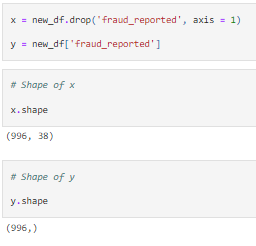 x = new_df.drop('fraud_reported', axis = 1)
y = new_df['fraud_reported']
# Shape of x
x.shape
(996, 38)
# Shape of y
y.shape
(996,)